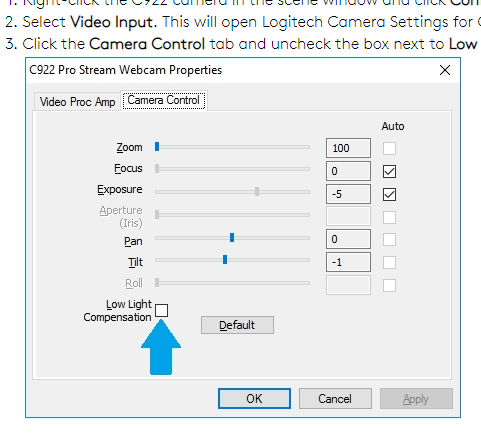 1. Right-click the C922 camera in the scene window and click
2. Select Video Input. This will open Logitech Camera Settings for
3. Click the Camera Control tab and uncheck the box next to Low
C922 Pro Stream Webcam Properties
Video Proc Amp Camera Control
Auto
Zoom 100
Focus 0
Exposure -5
Aperture
(Iris)
Pan 0
Tilt -1
Roll
Low Light
Compensation
Default
OK Cancel Apply